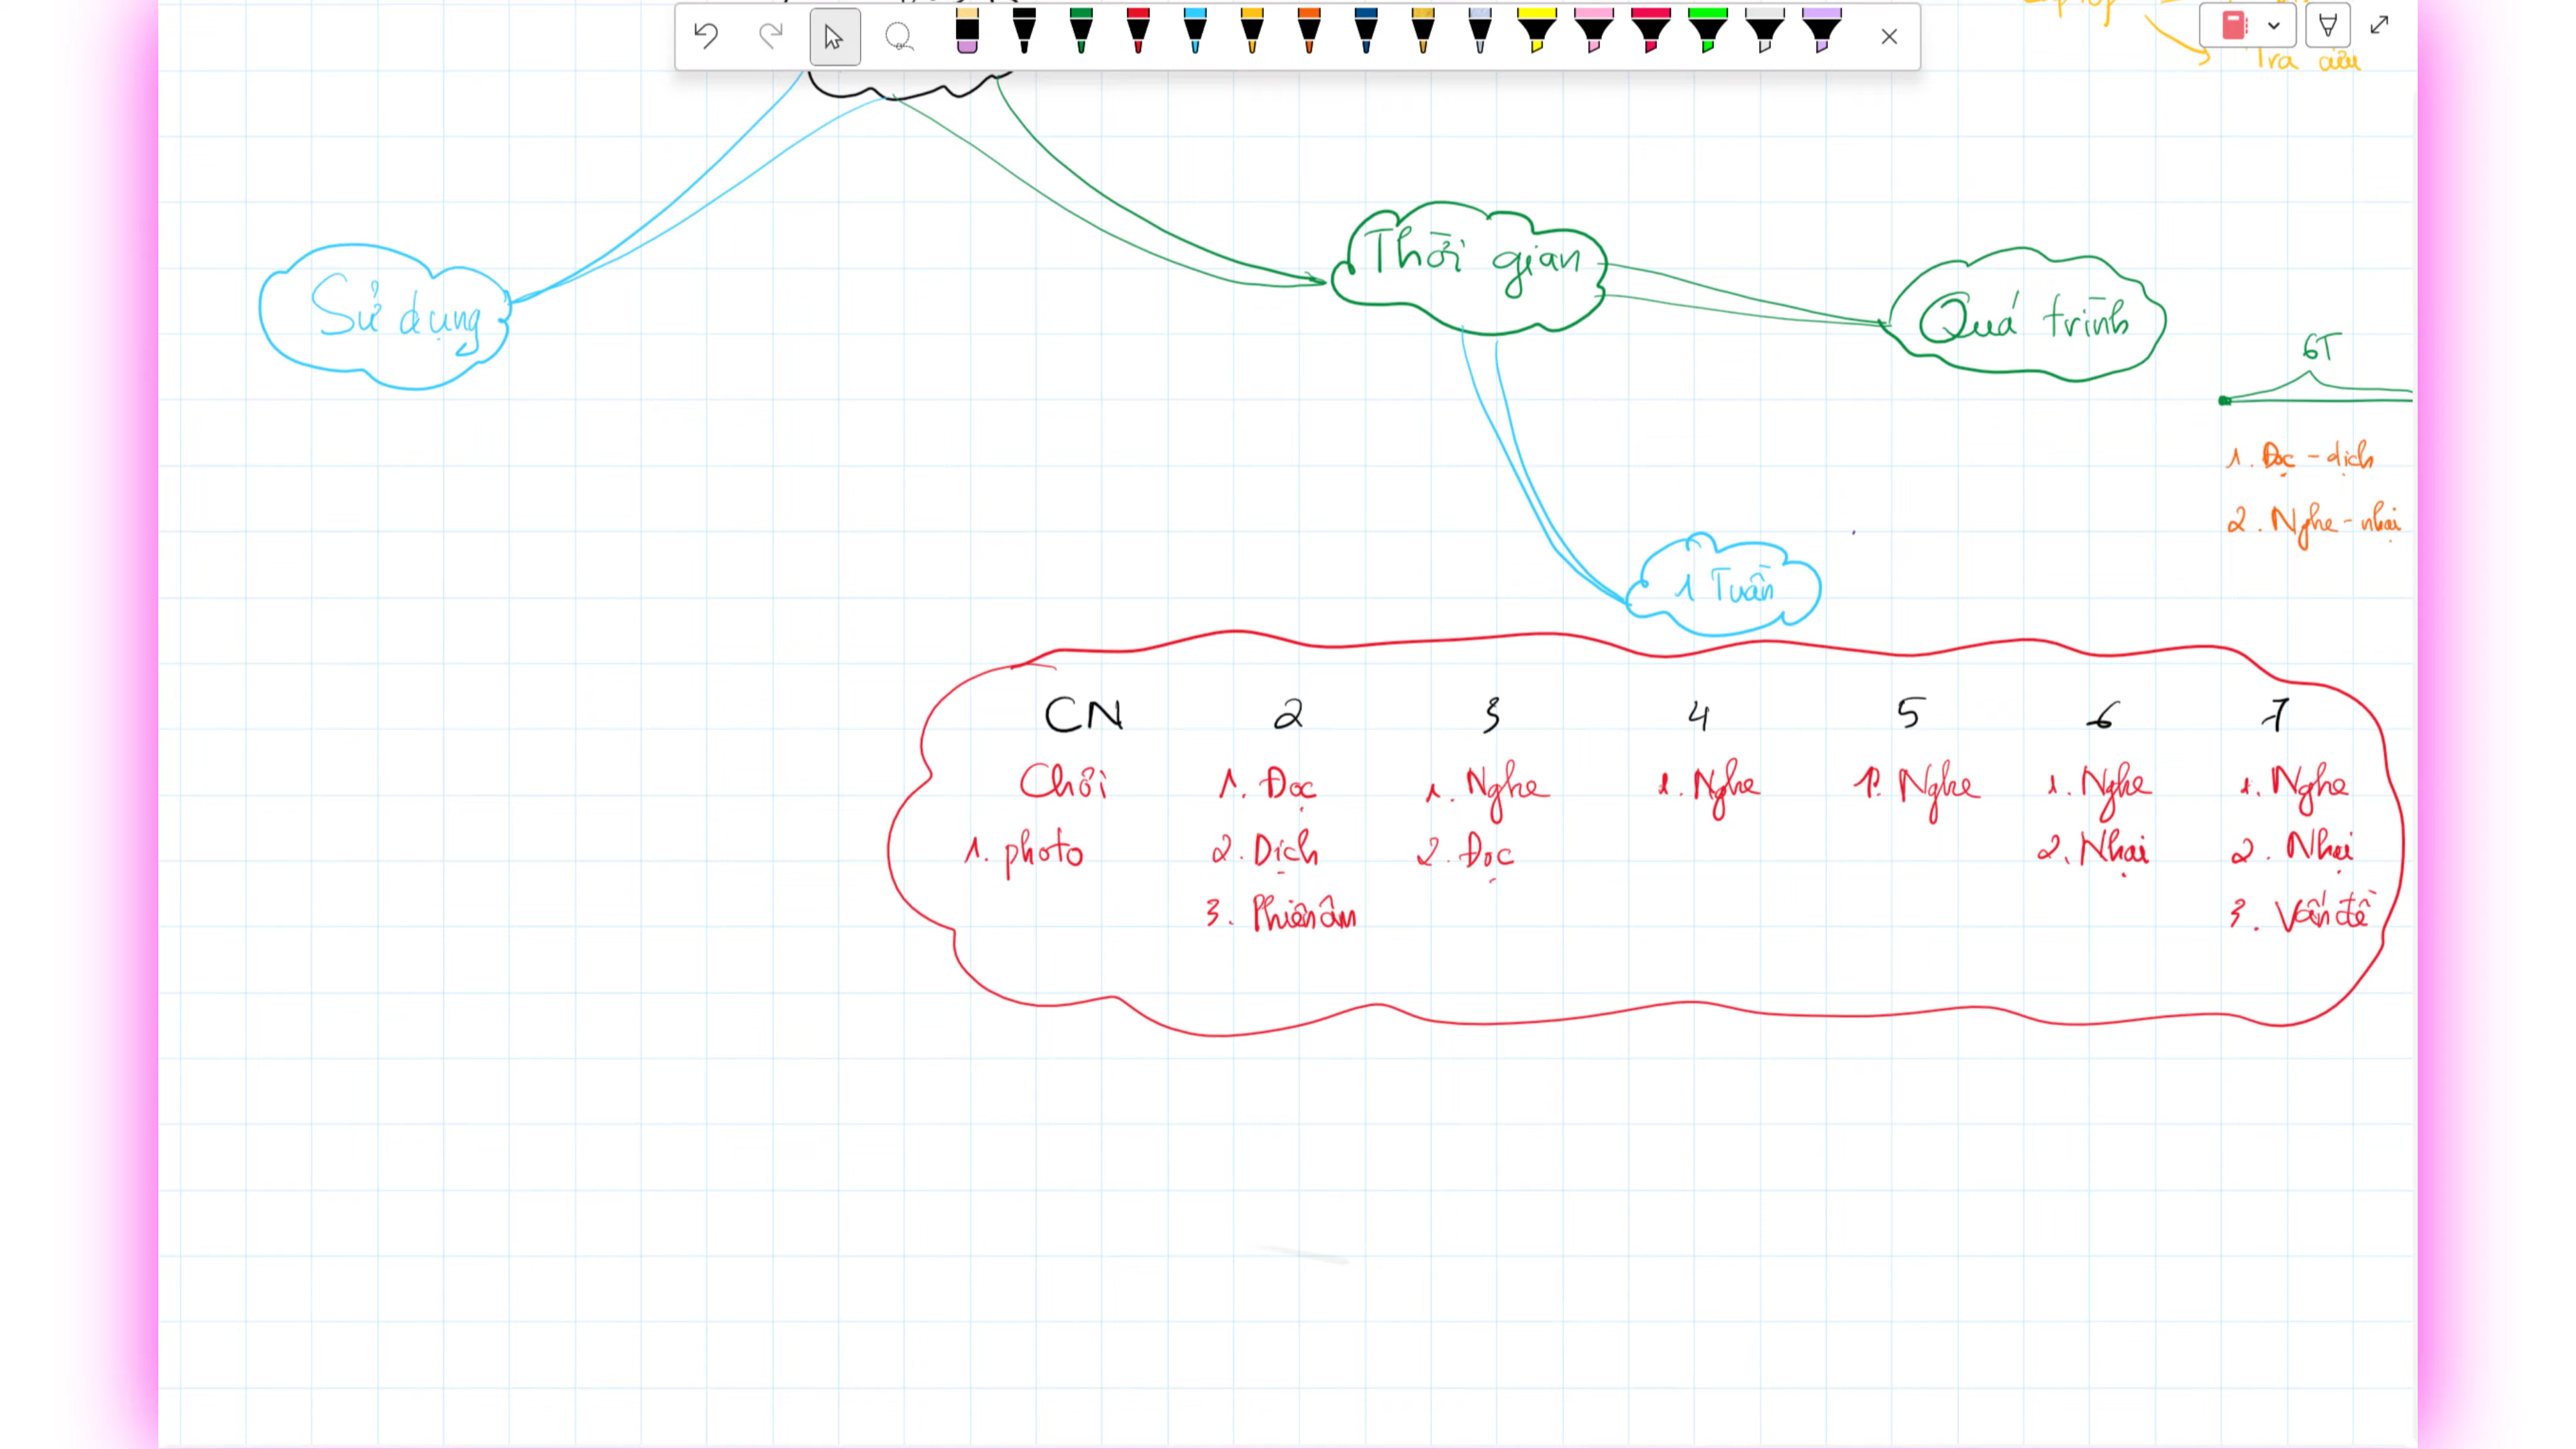 Tra cứu
Thời gian
Sử dụng
Quá trình
6T
1. Đọc - dịch
2. Nghe - nhại
1 Tuần
CN 2 3 4 5 6 7
Chơi 1. Đọc 1. Nghe 1. Nghe 1. Nghe 1. Nghe 1. Nghe
1. photo 2. Dịch 2. Đọc 2. Nhại 2. Nhại
3. Phiên âm 3. Vấn đề